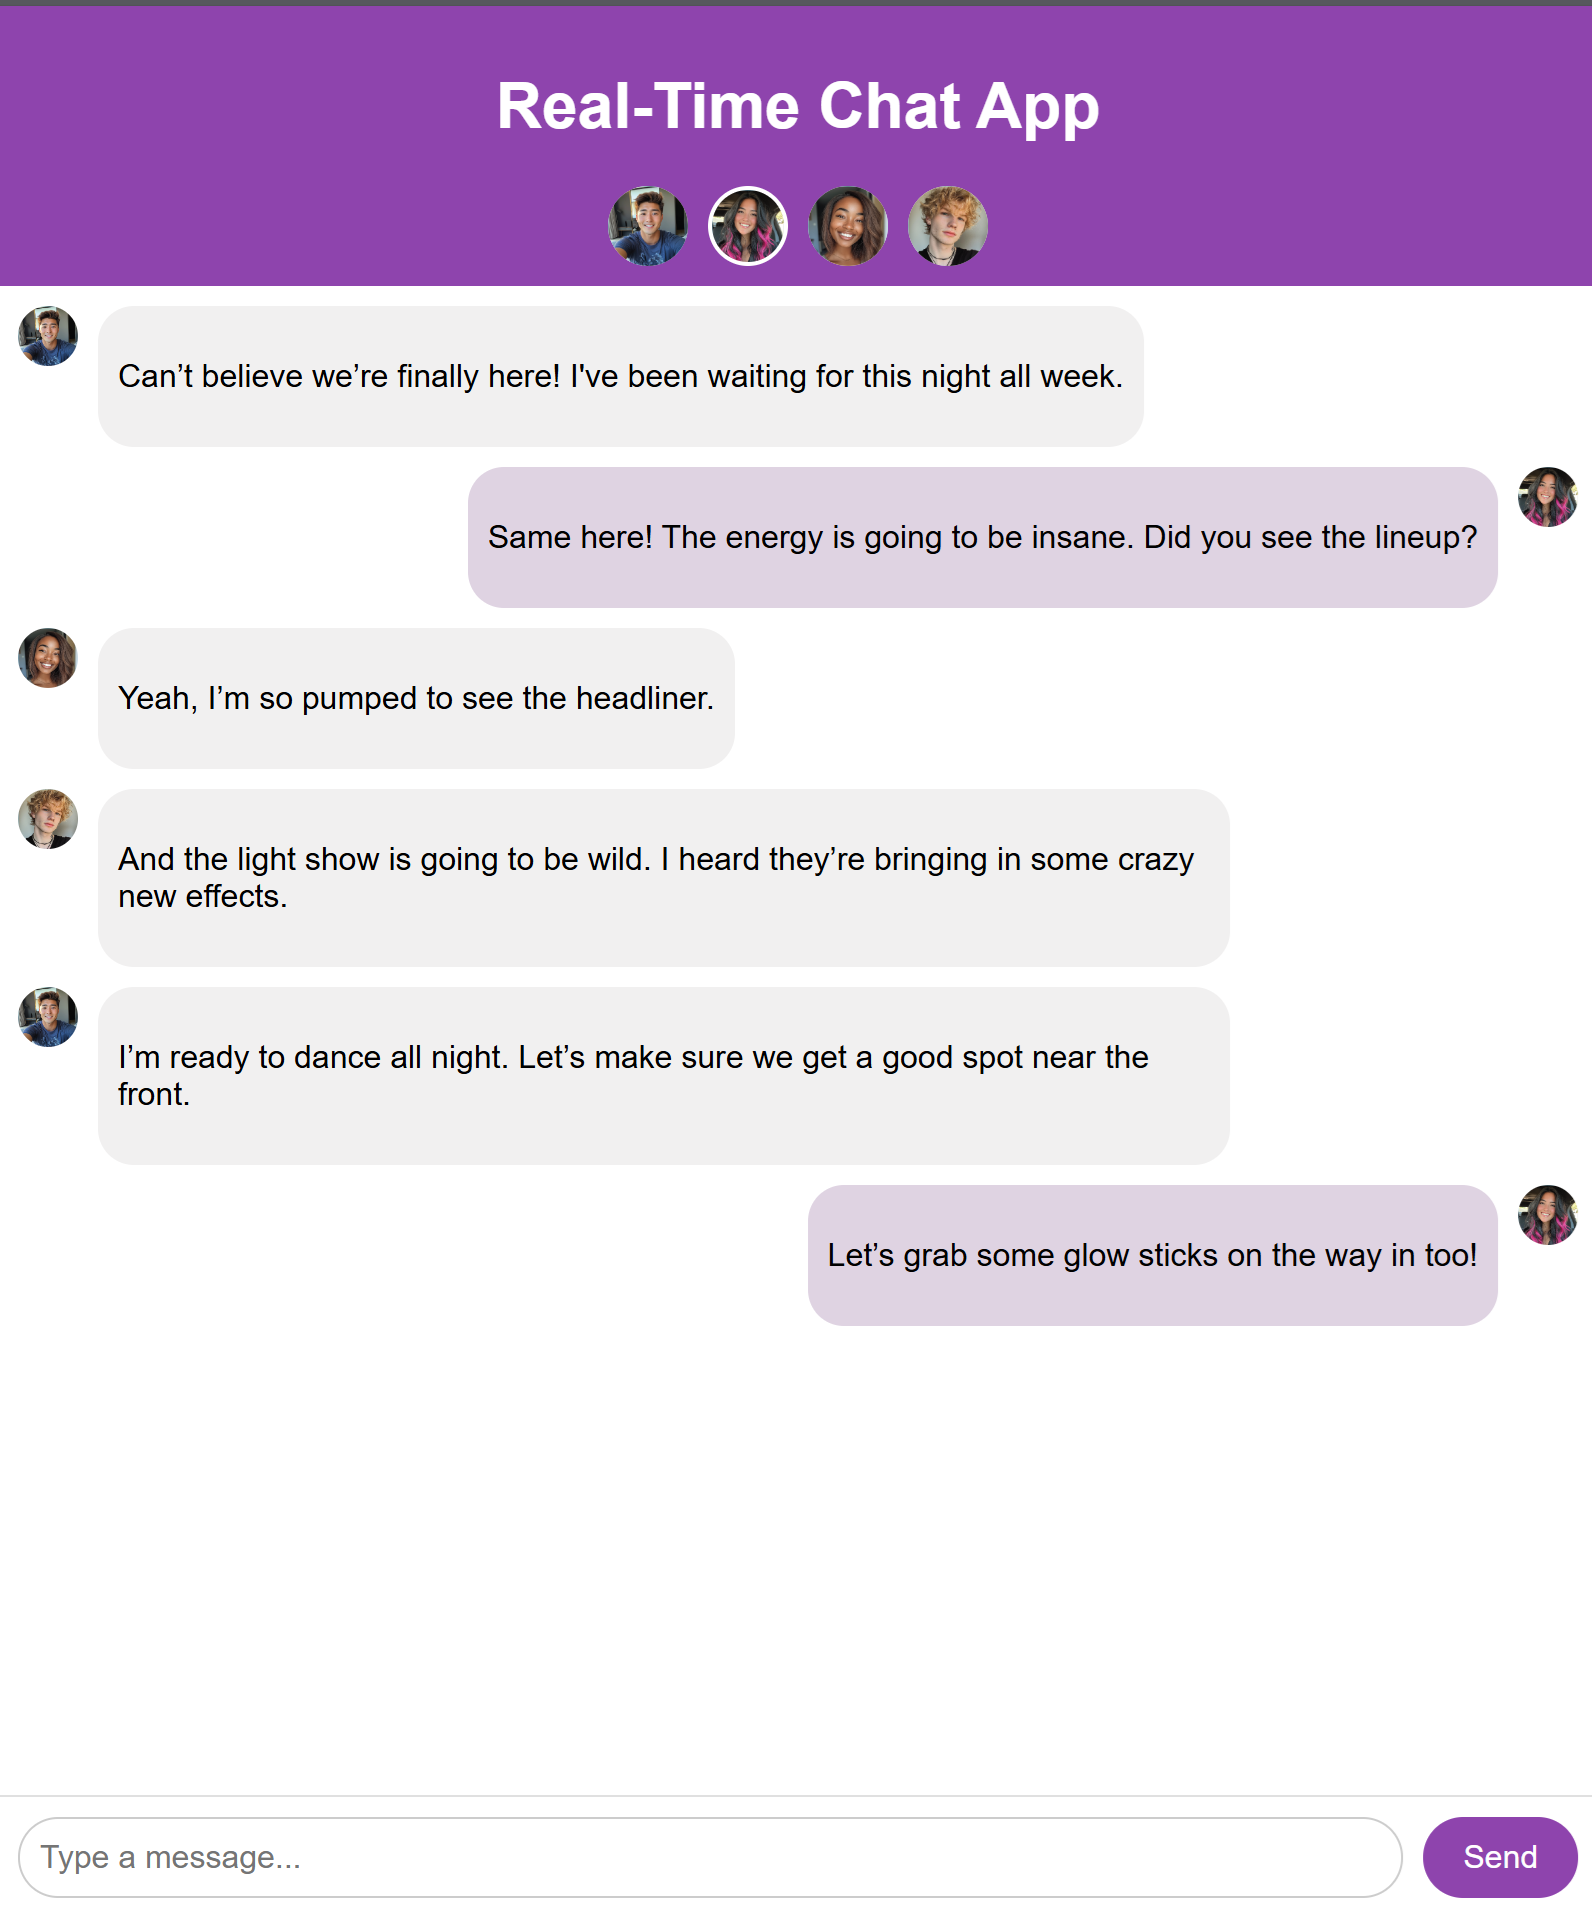 Real-Time Chat App
Can’t believe we’re finally here! I've been waiting for this night all week.
Same here! The energy is going to be insane. Did you see the lineup?
Yeah, I’m so pumped to see the headliner.
And the light show is going to be wild. I heard they’re bringing in some crazy
new effects.
I’m ready to dance all night. Let’s make sure we get a good spot near the
front.
Let’s grab some glow sticks on the way in too!
Type a message...
Send